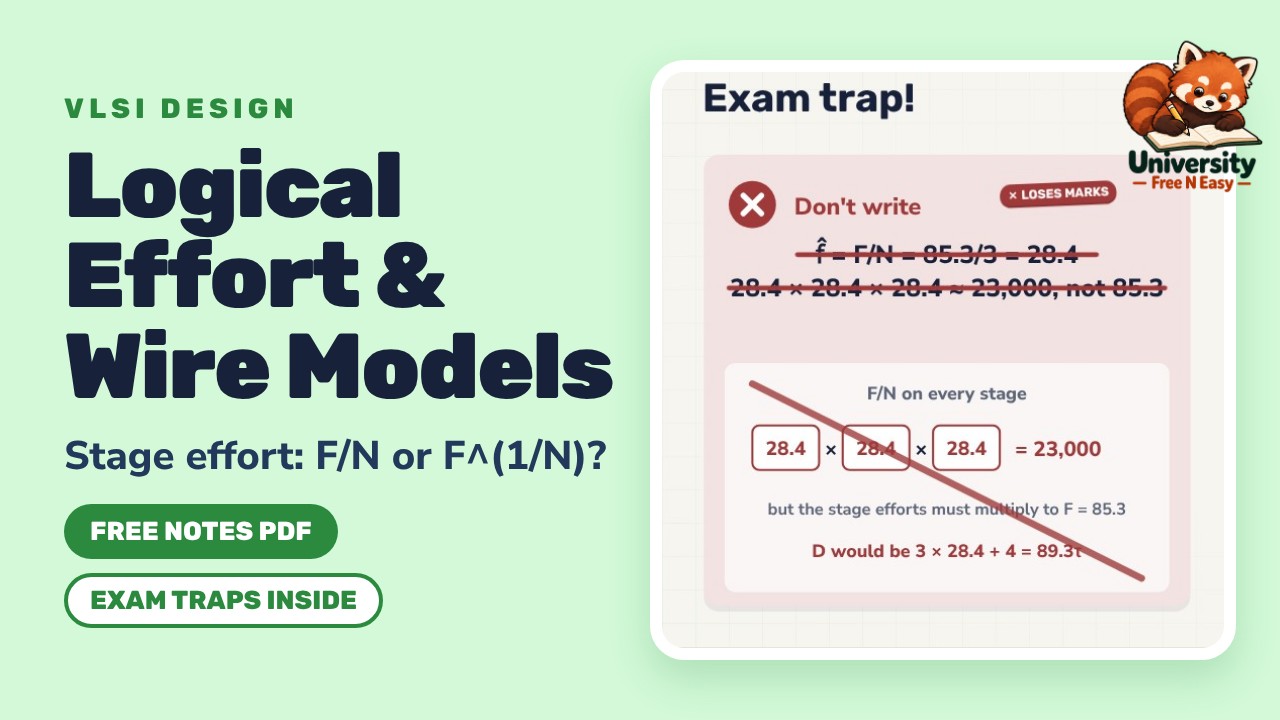 VLSI DESIGN
Logical
Effort &
Wire Models
Stage effort: F/N or F^(1/N)?
FREE NOTES PDF
EXAM TRAPS INSIDE
Exam trap!
University
Free N Easy
× LOSES MARKS
Don't write
f̂ = F/N = 85.3/3 = 28.4
28.4 × 28.4 × 28.4 ≈ 23,000, not 85.3
F/N on every stage
28.4 × 28.4 × 28.4 = 23,000
but the stage efforts must multiply to F = 85.3
D would be 3 × 28.4 + 4 = 89.3τ